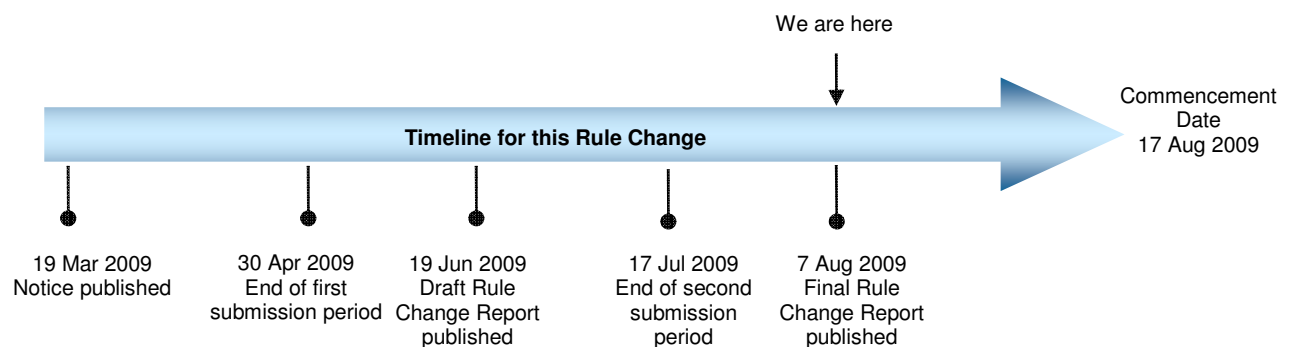 We are here
Timeline for this Rule Change
Commencement
Date
17 Aug 2009
19 Mar 2009
Notice published
30 Apr 2009
End of first
submission period
19 Jun 2009
Draft Rule
Change Report
published
17 Jul 2009
End of second
submission
period
7 Aug 2009
Final Rule
Change Report
published